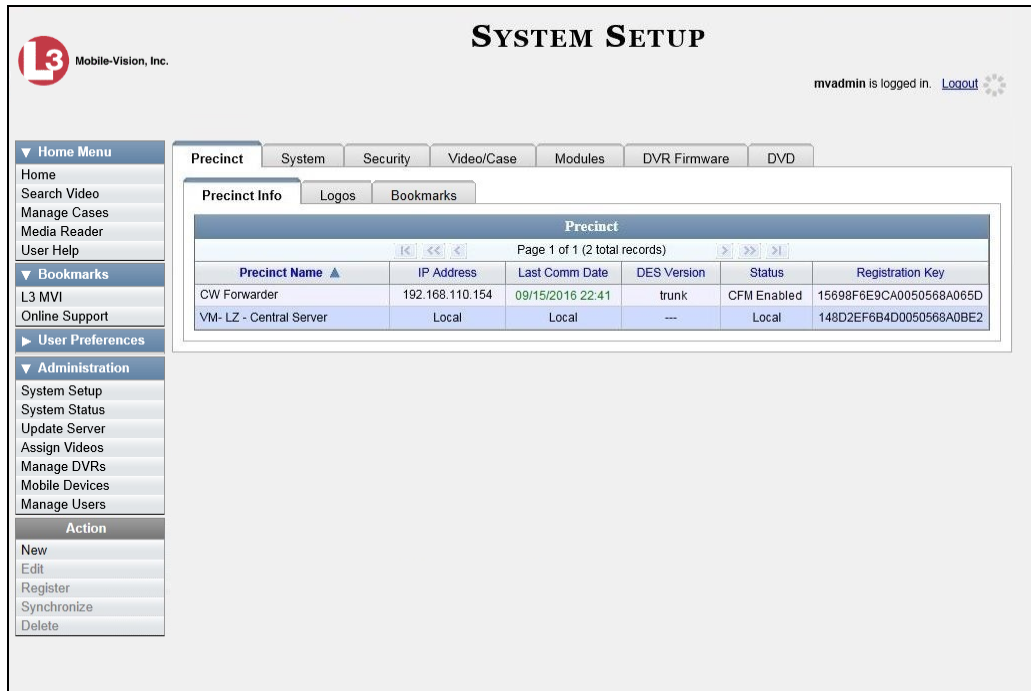 SYSTEM SETUP
L3 Mobile-Vision, Inc.
mvadmin is logged in. Logout
▼ Home Menu
Home
Search Video
Manage Cases
Media Reader
User Help
▼ Bookmarks
L3 MVI
Online Support
▶ User Preferences
▼ Administration
System Setup
System Status
Update Server
Assign Videos
Manage DVRs
Mobile Devices
Manage Users
Action
New
Edit
Register
Synchronize
Delete
Precinct System Security Video/Case Modules DVR Firmware DVD
Precinct Info Logos Bookmarks
Precinct
|< << < Page 1 of 1 (2 total records) > >> >|
Precinct Name ▲ IP Address Last Comm Date DES Version Status Registration Key
CW Forwarder 192.168.110.154 09/15/2016 22:41 trunk CFM Enabled 15698F6E9CA0050568A065D
VM- LZ - Central Server Local Local --- Local 148D2EF6B4D0050568A0BE2